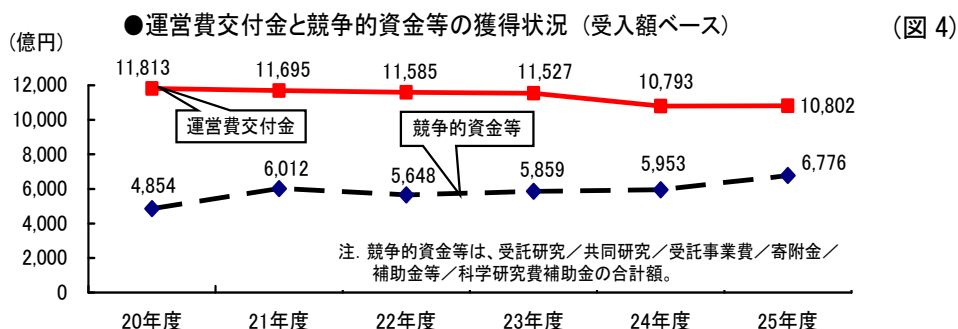 ●運営費交付金と競争的資金等の獲得状況（受入額ベース）
(図 4)
(億円)
12,000
10,000
8,000
6,000
4,000
2,000
0
11,813
11,695
11,585
11,527
10,793
10,802
運営費交付金
競争的資金等
4,854
6,012
5,648
5,859
5,953
6,776
注．競争的資金等は、受託研究／共同研究／受託事業費／寄附金／
補助金等／科学研究費補助金の合計額。
20年度
21年度
22年度
23年度
24年度
25年度